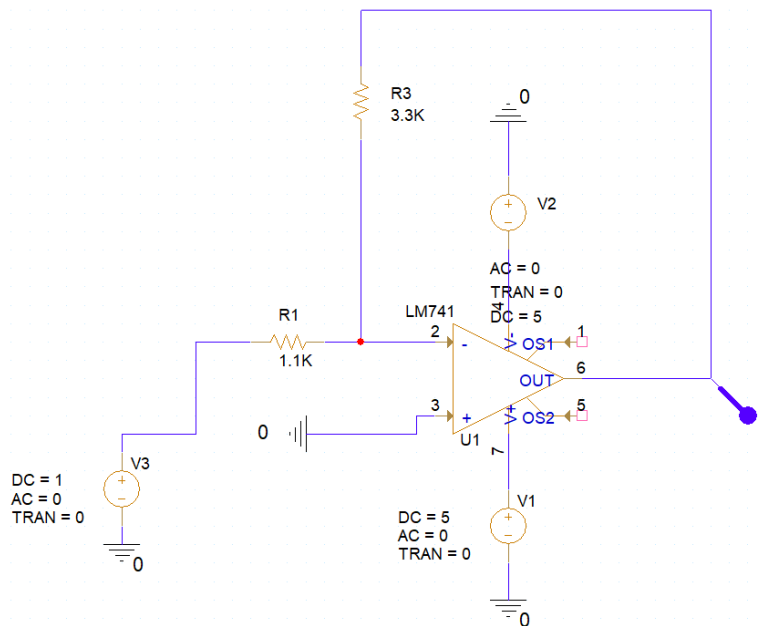 R3
3.3K
0
V2
AC = 0
TRAN = 0
DC = 5
LM741
4
R1
1.1K
2
-
V-
OS1
1
OUT
6
3
+
V+
OS2
5
U1
7
0
V3
DC = 1
AC = 0
TRAN = 0
+
−
0
V1
DC = 5
AC = 0
TRAN = 0
+
−
0
+
−